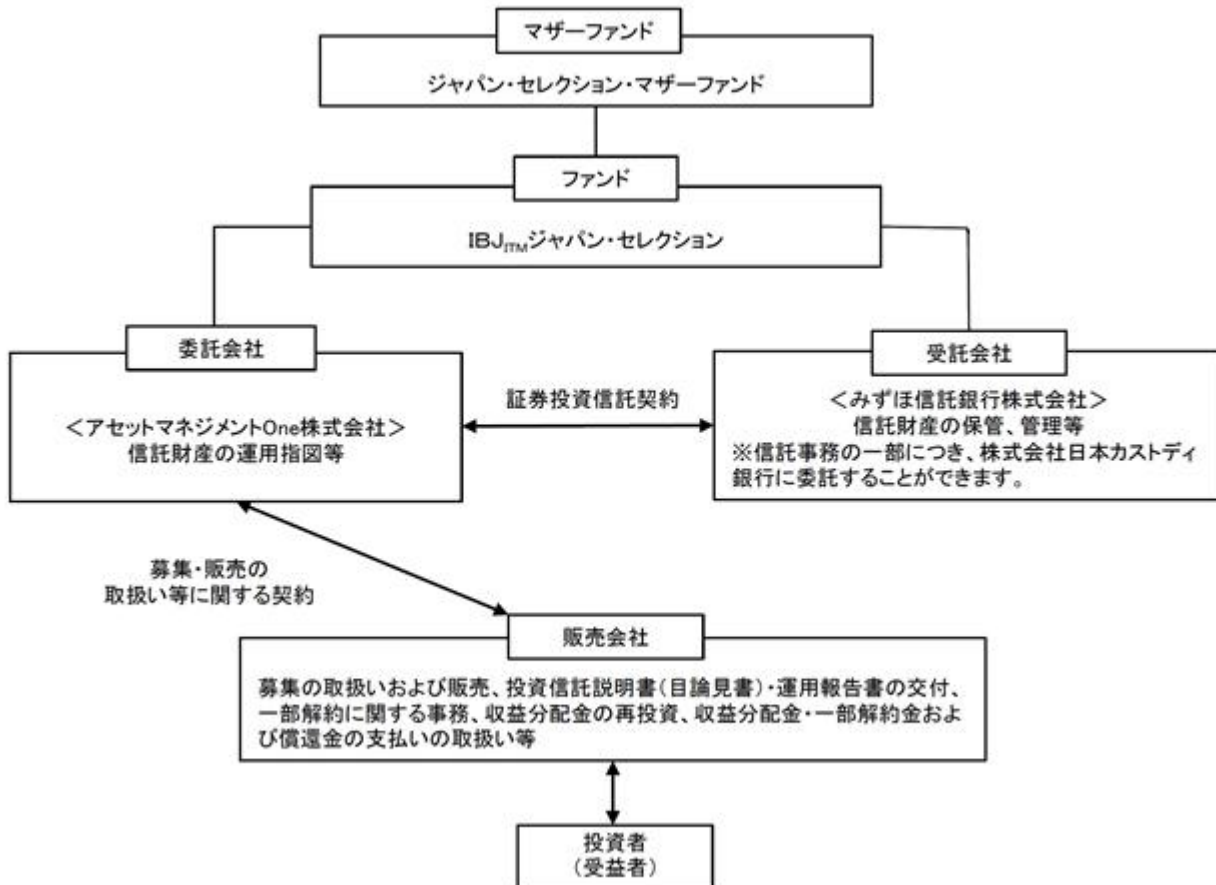 マザーファンド
ジャパン・セレクション・マザーファンド
ファンド
IBJITMジャパン・セレクション
委託会社
＜アセットマネジメントOne株式会社＞
信託財産の運用指図等
証券投資信託契約
受託会社
＜みずほ信託銀行株式会社＞
信託財産の保管、管理等
※信託事務の一部につき、株式会社日本カストディ
銀行に委託することができます。
募集・販売の
取扱い等に関する契約
販売会社
募集の取扱いおよび販売、投資信託説明書(目論見書)・運用報告書の交付、
一部解約に関する事務、収益分配金の再投資、収益分配金・一部解約金およ
び償還金の支払いの取扱い等
投資者
(受益者)